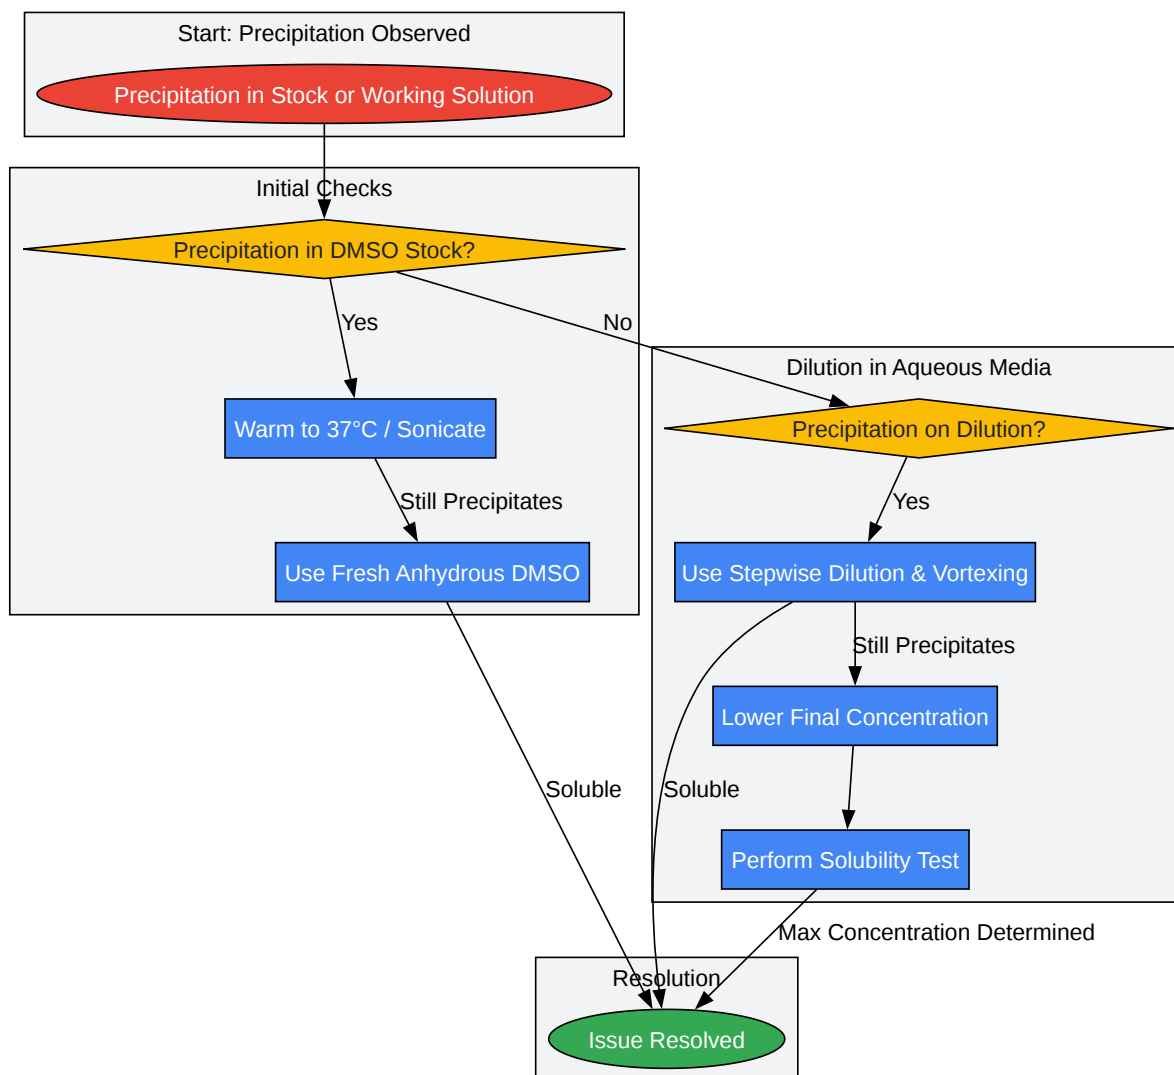 Start: Precipitation Observed
Precipitation in Stock or Working Solution
Initial Checks
Precipitation in DMSO Stock?
Yes
No
Warm to 37°C / Sonicate
Still Precipitates
Use Fresh Anhydrous DMSO
Dilution in Aqueous Media
Precipitation on Dilution?
Yes
Use Stepwise Dilution & Vortexing
Still Precipitates
Lower Final Concentration
Soluble
Soluble
Perform Solubility Test
Max Concentration Determined
Resolution
Issue Resolved